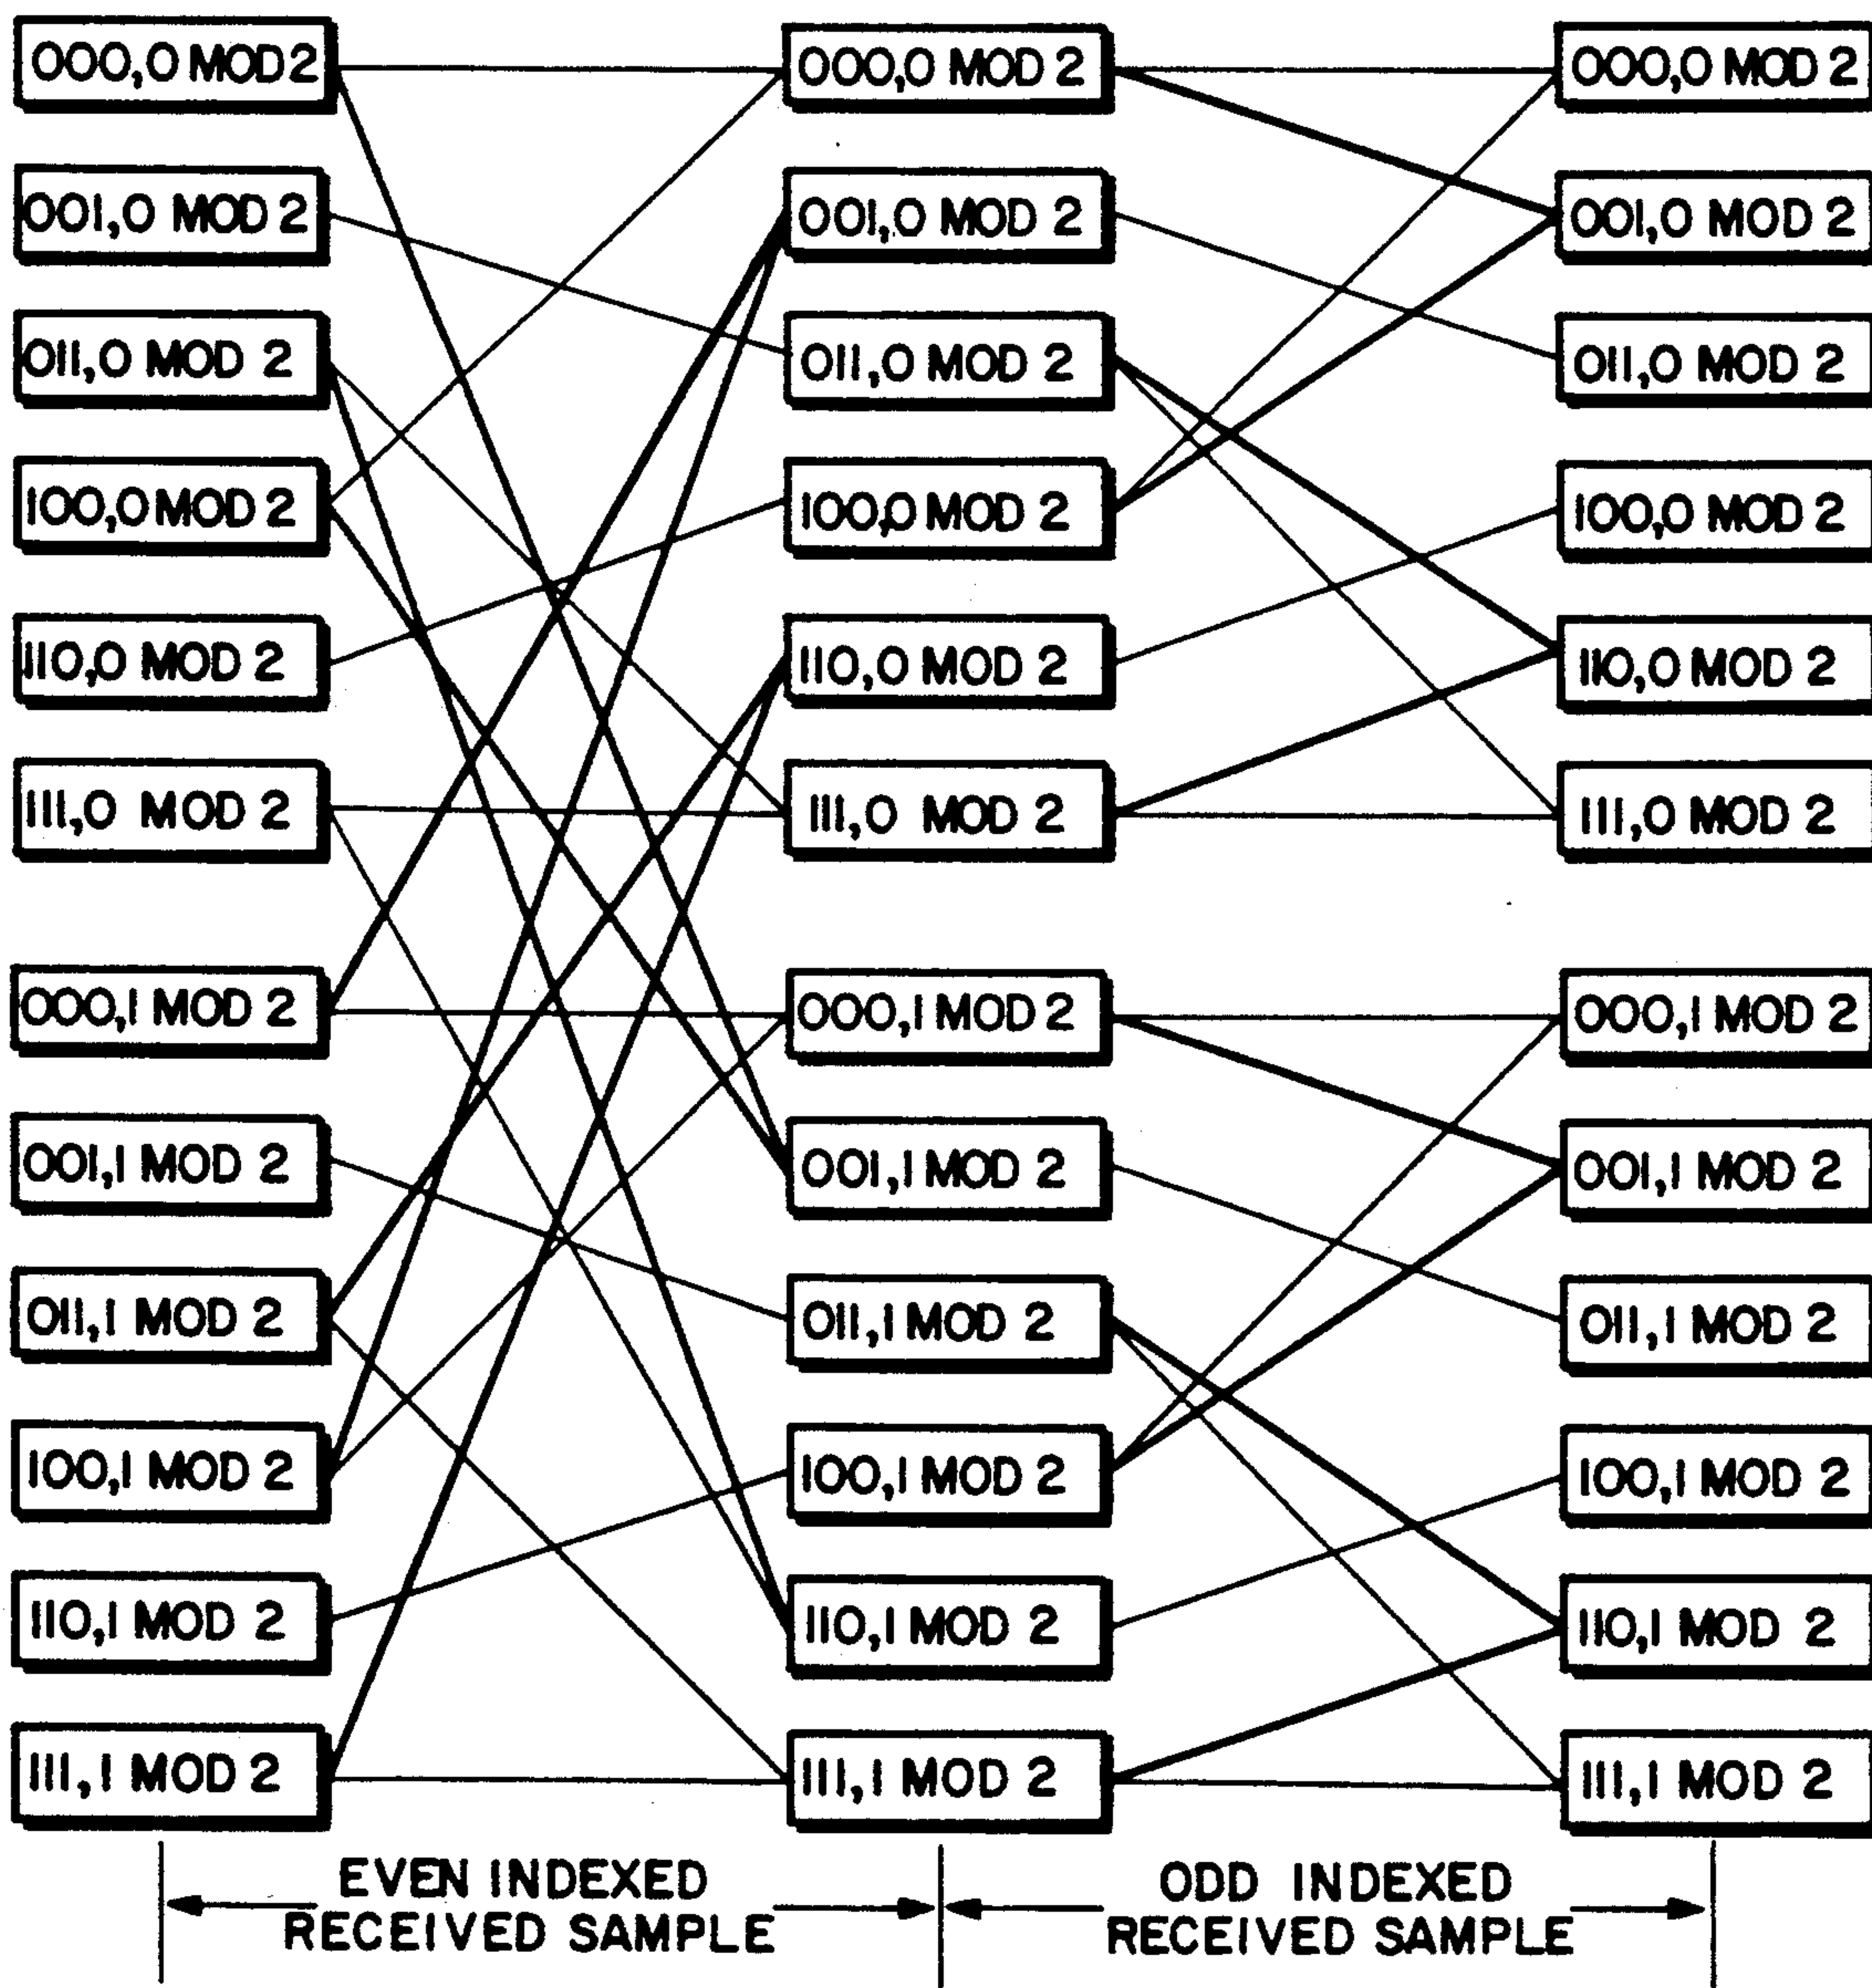 000,0 MOD 2 000,0 MOD 2 000,0 MOD 2
001,0 MOD 2 001,0 MOD 2 001,0 MOD 2
011,0 MOD 2 011,0 MOD 2 011,0 MOD 2
100,0 MOD 2 100,0 MOD 2 100,0 MOD 2
110,0 MOD 2 110,0 MOD 2 110,0 MOD 2
111,0 MOD 2 111,0 MOD 2 111,0 MOD 2
000,1 MOD 2 000,1 MOD 2 000,1 MOD 2
001,1 MOD 2 001,1 MOD 2 001,1 MOD 2
011,1 MOD 2 011,1 MOD 2 011,1 MOD 2
100,1 MOD 2 100,1 MOD 2 100,1 MOD 2
110,1 MOD 2 110,1 MOD 2 110,1 MOD 2
111,1 MOD 2 111,1 MOD 2 111,1 MOD 2
EVEN INDEXED
RECEIVED SAMPLE
ODD INDEXED
RECEIVED SAMPLE